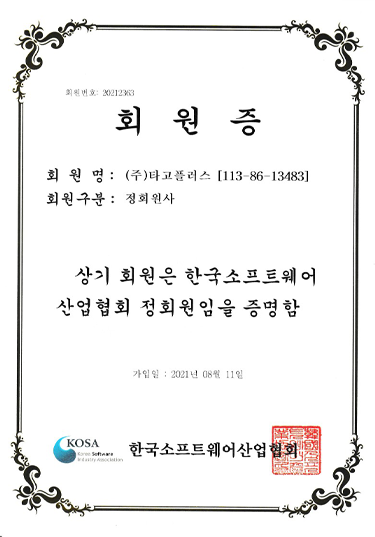 회원번호: 20212363
회 원 증
회 원 명 : (주)타고플러스 [113-86-13483]
회원구분 : 정회원사
상기 회원은 한국소프트웨어
산업협회 정회원임을 증명함
가입일 : 2021년 08월 11일
KOSA
Korea Software
Industry Association
한국소프트웨어산업협회